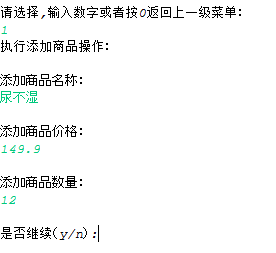 请选择,输入数字或者按0返回上一级菜单:
1
执行添加商品操作:
添加商品名称:
尿不湿
添加商品价格:
149.9
添加商品数量:
12
是否继续(y/n):